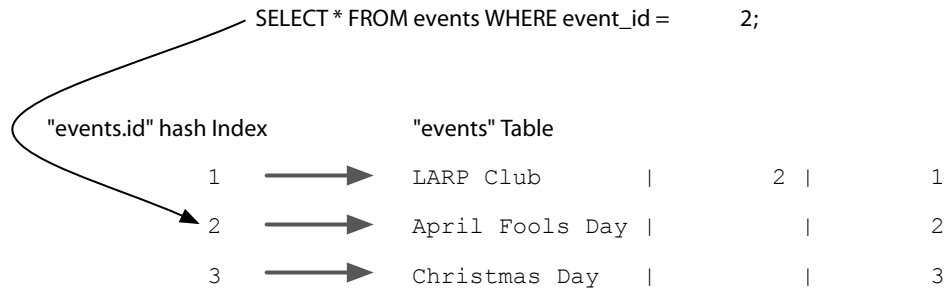 SELECT * FROM events WHERE event_id = 2;
"events.id" hash Index "events" Table
1 LARP Club | 2 | 1
2 April Fools Day | | 2
3 Christmas Day | | 3